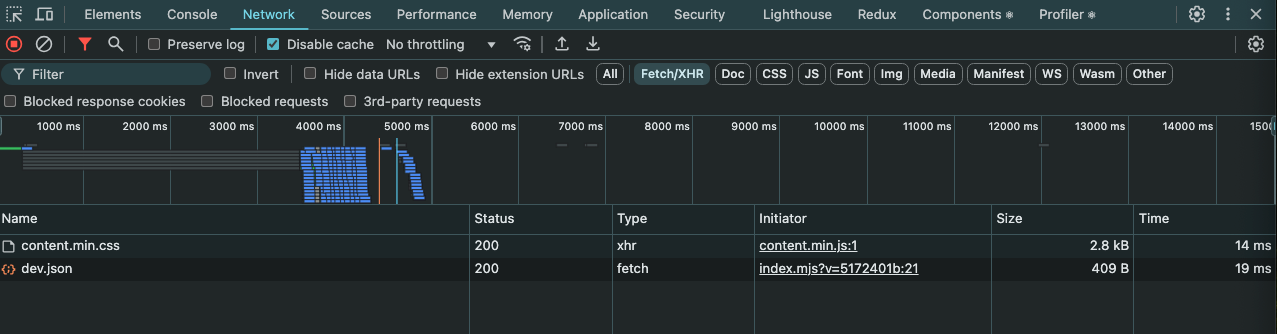 Elements Console Network Sources Performance Memory Application Security Lighthouse Redux Components Profiler
Preserve log Disable cache No throttling
Filter Invert Hide data URLs Hide extension URLs All Fetch/XHR Doc CSS JS Font Img Media Manifest WS Wasm Other
Blocked response cookies Blocked requests 3rd-party requests
1000 ms 2000 ms 3000 ms 4000 ms 5000 ms 6000 ms 7000 ms 8000 ms 9000 ms 10000 ms 11000 ms 12000 ms 13000 ms 14000 ms 1500
Name Status Type Initiator Size Time
content.min.css 200 xhr content.min.js:1 2.8 kB 14 ms
dev.json 200 fetch index.mjs?v=5172401b:21 409 B 19 ms